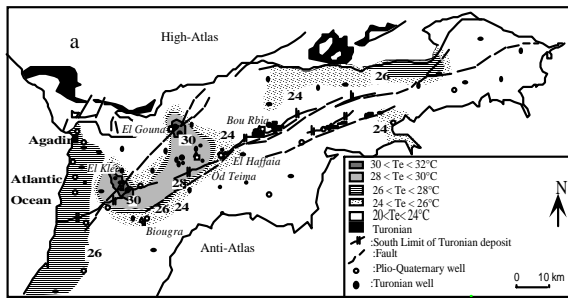 a
High-Atlas
26
24
Bou Rbia
El Gouna
30
24
24
Agadir
El Haffaia
El Klea
28
Od Teima
Atlantic
Ocean
30
26
24
Biougra
26
Anti-Atlas
30 < Te < 32°C
28 < Te < 30°C
26 < Te < 28°C
24 < Te < 26°C
20<Te< 24°C
Turonian
:South Limit of Turonian deposit
: Fault
:Plio-Quaternary well
:Turonian well
N
0 10 km